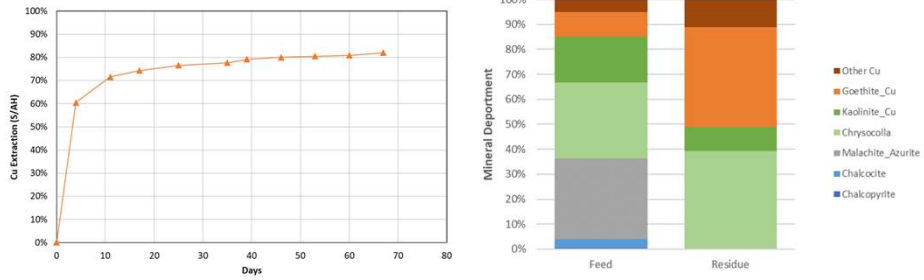 100%
90%
80%
70%
60%
50%
40%
30%
20%
10%
0%
Cu Extraction (S/AH)
0 10 20 30 40 50 60 70 80
Days
100%
90%
80%
70%
60%
50%
40%
30%
20%
10%
0%
Mineral Deportment
Feed Residue
Other Cu
Goethite_Cu
Kaolinite_Cu
Chrysocolla
Malachite_Azurite
Chalcocite
Chalcopyrite